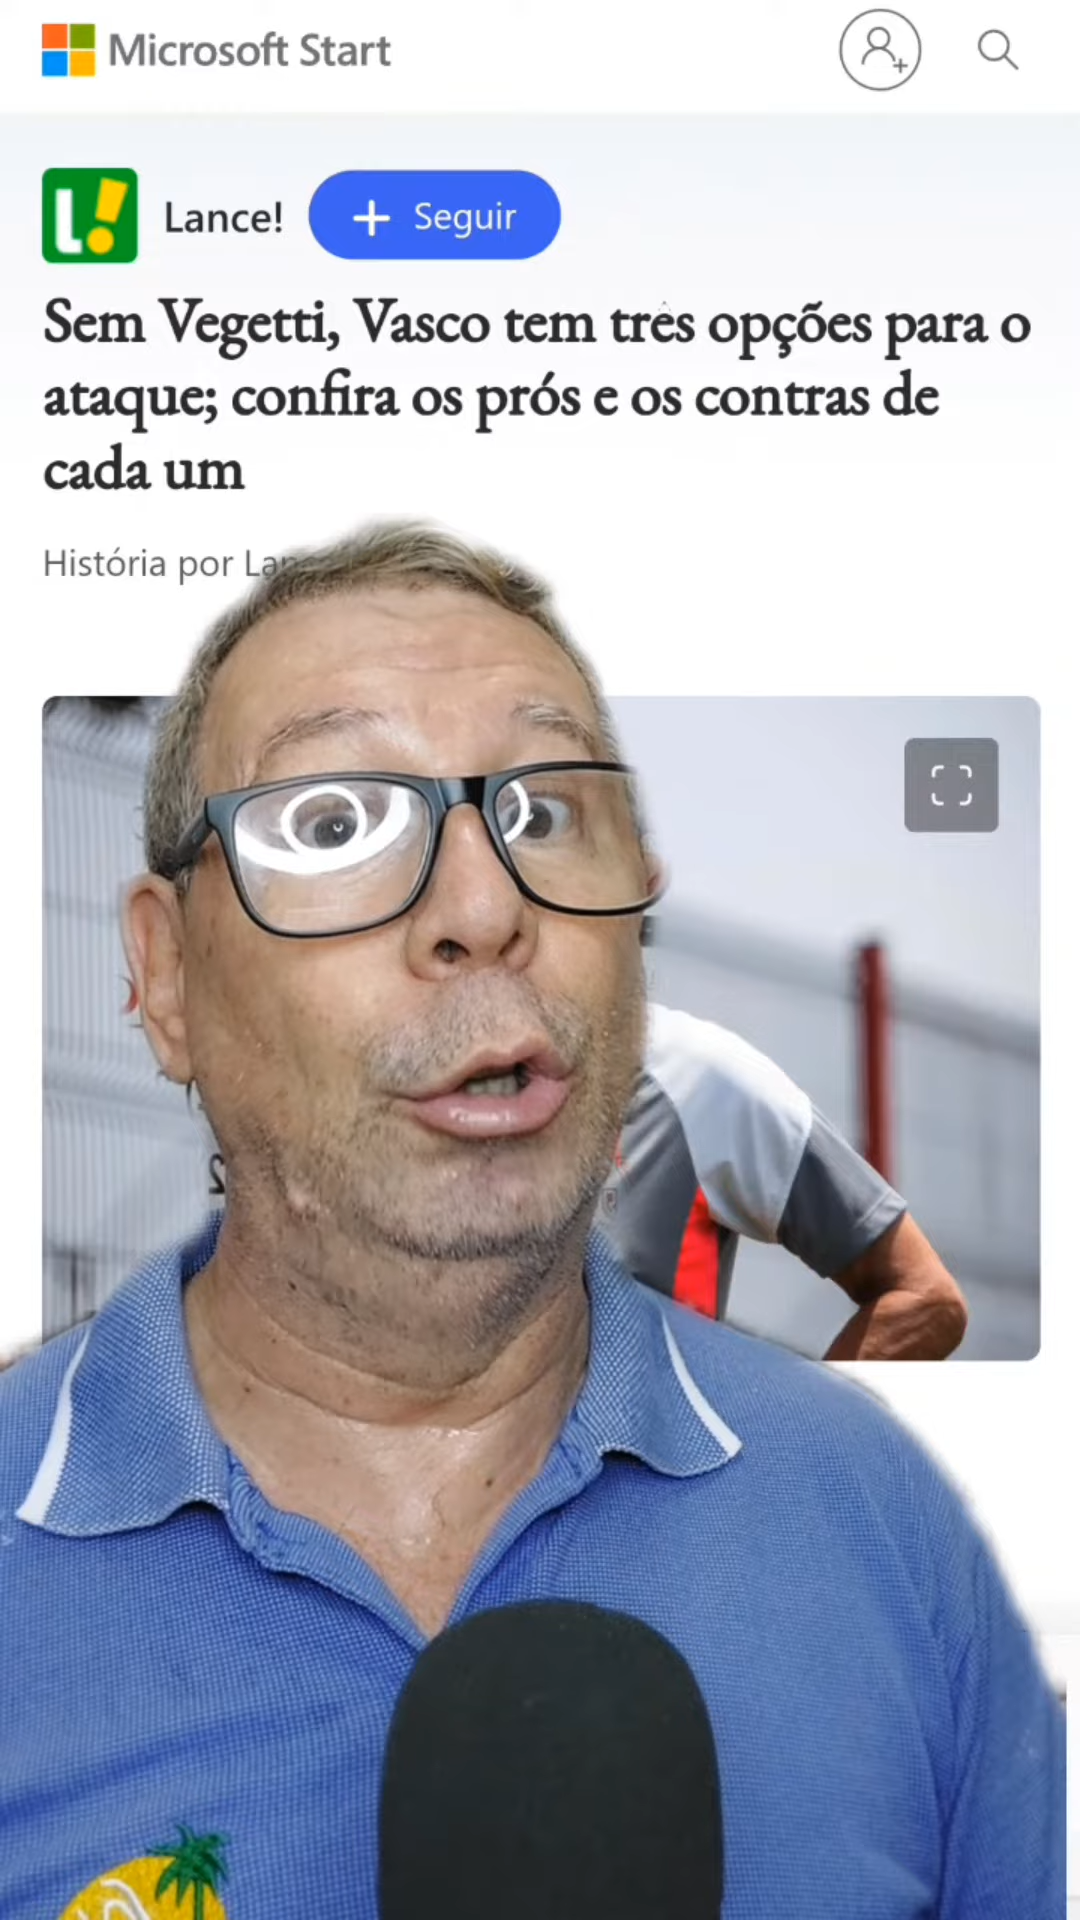 Microsoft Start
Lance!
+ Seguir
Sem Vegetti, Vasco tem três opções para o
ataque; confira os prós e os contras de
cada um
História por